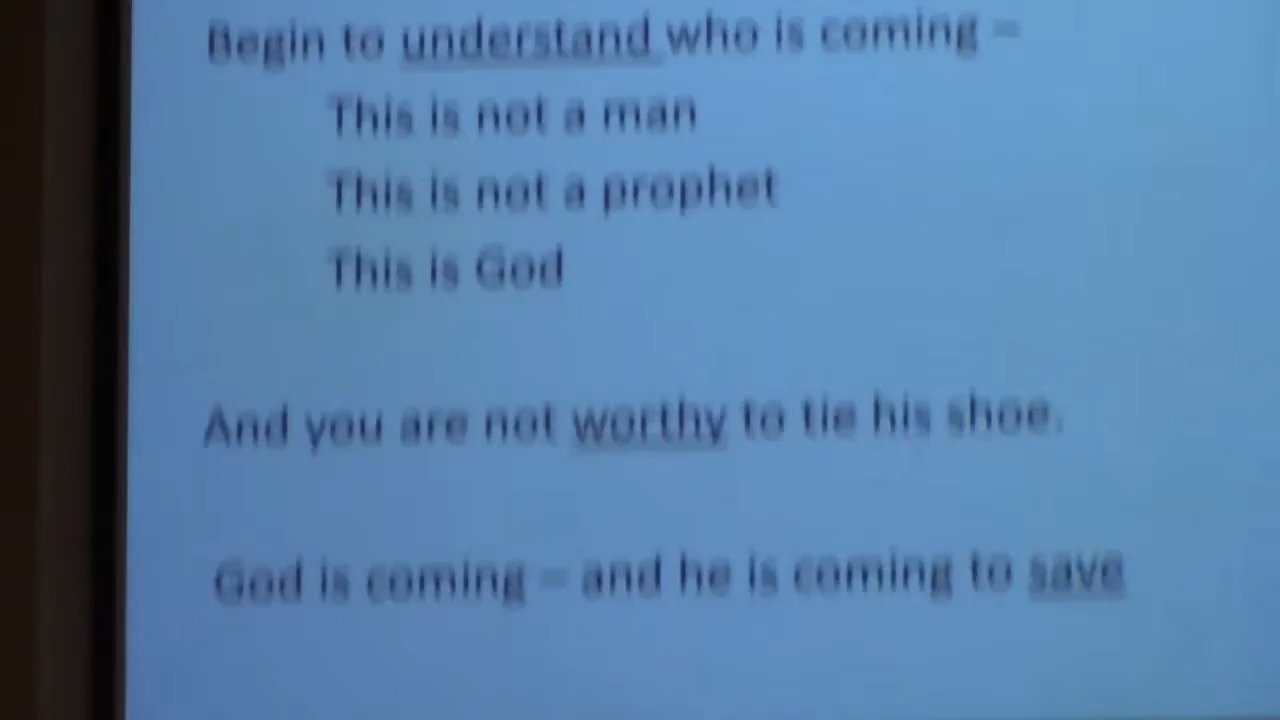 Begin to understand who is coming –
This is not a man
This is not a prophet
This is God
And you are not worthy to tie his shoe.
God is coming – and he is coming to save